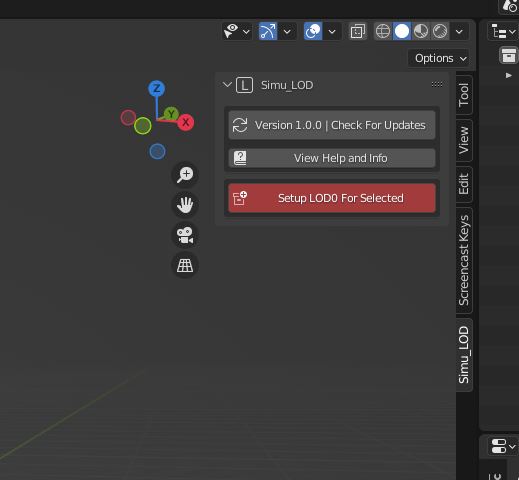 Options
L Simu_LOD
Z
Y
X
Version 1.0.0 | Check For Updates
View Help and Info
Setup LOD0 For Selected
Tool
View
Edit
Screencast Keys
Simu_LOD